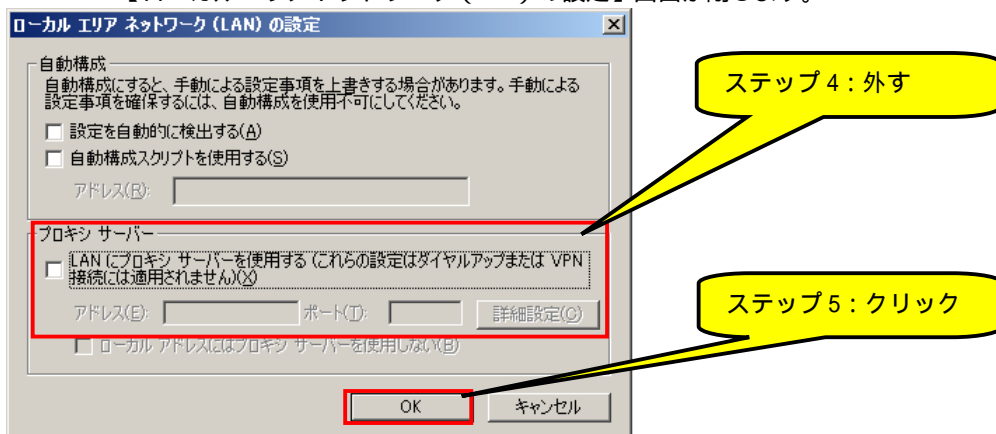 ローカル エリア ネットワーク (LAN) の設定
自動構成
自動構成にすると、手動による設定事項を上書きする場合があります。手動による
設定事項を確保するには、自動構成を使用不可にしてください。
設定を自動的に検出する(A)
自動構成スクリプトを使用する(S)
アドレス(R):
プロキシ サーバー
LAN にプロキシ サーバーを使用する (これらの設定はダイヤルアップまたは VPN
接続には適用されません)(X)
アドレス(E): ポート(T): 詳細設定(C)
ローカル アドレスにはプロキシ サーバーを使用しない(B)
OK キャンセル
ステップ4：外す
ステップ5：クリック